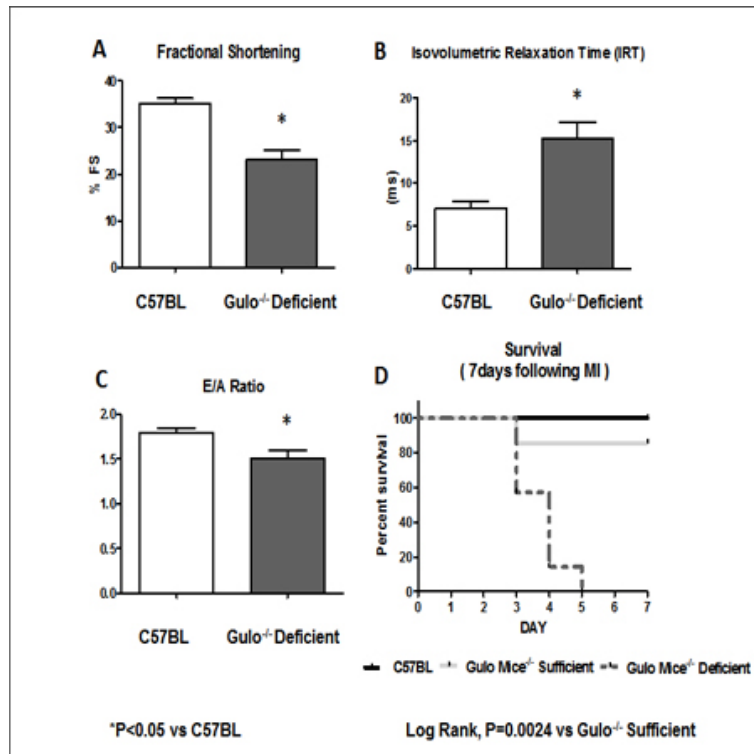 A
Fractional Shortening
% FS
40
30
20
10
0
*
C57BL
Gulo⁻/⁻ Deficient
B
Isovolumetric Relaxation Time (IRT)
(ms)
20
15
10
5
0
*
C57BL
Gulo⁻/⁻ Deficient
C
E/A Ratio
2.0
1.5
1.0
0.5
0.0
*
C57BL
Gulo⁻/⁻ Deficient
D
Survival
( 7days following MI )
Percent survival
100
80
60
40
20
0
0 1 2 3 4 5 6 7
DAY
C57BL Gulo Mice⁻/⁻ Sufficient Gulo Mice⁻/⁻ Deficient
*P<0.05 vs C57BL
Log Rank, P=0.0024 vs Gulo⁻/⁻ Sufficient